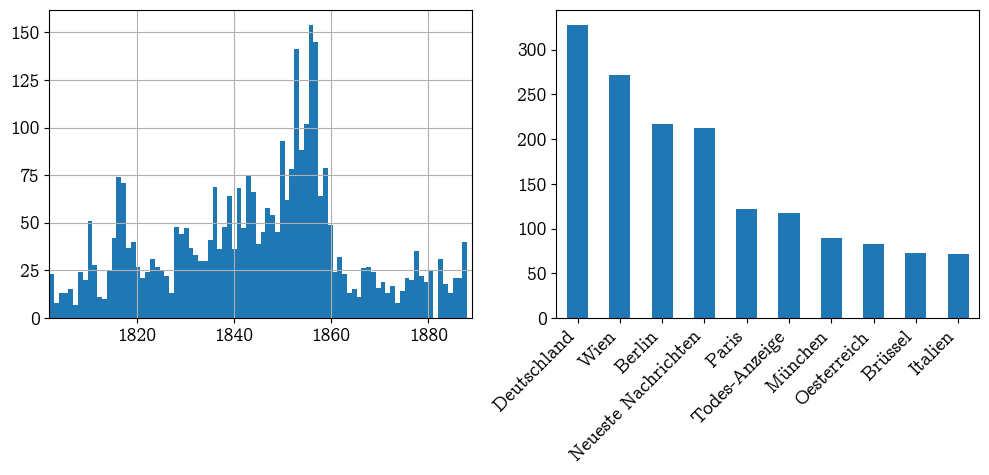 150
125
100
75
50
25
0
1820 1840 1860 1880
300
250
200
150
100
50
0
Deutschland
Wien
Berlin
Neueste Nachrichten
Paris
Todes-Anzeige
München
Oesterreich
Brüssel
Italien